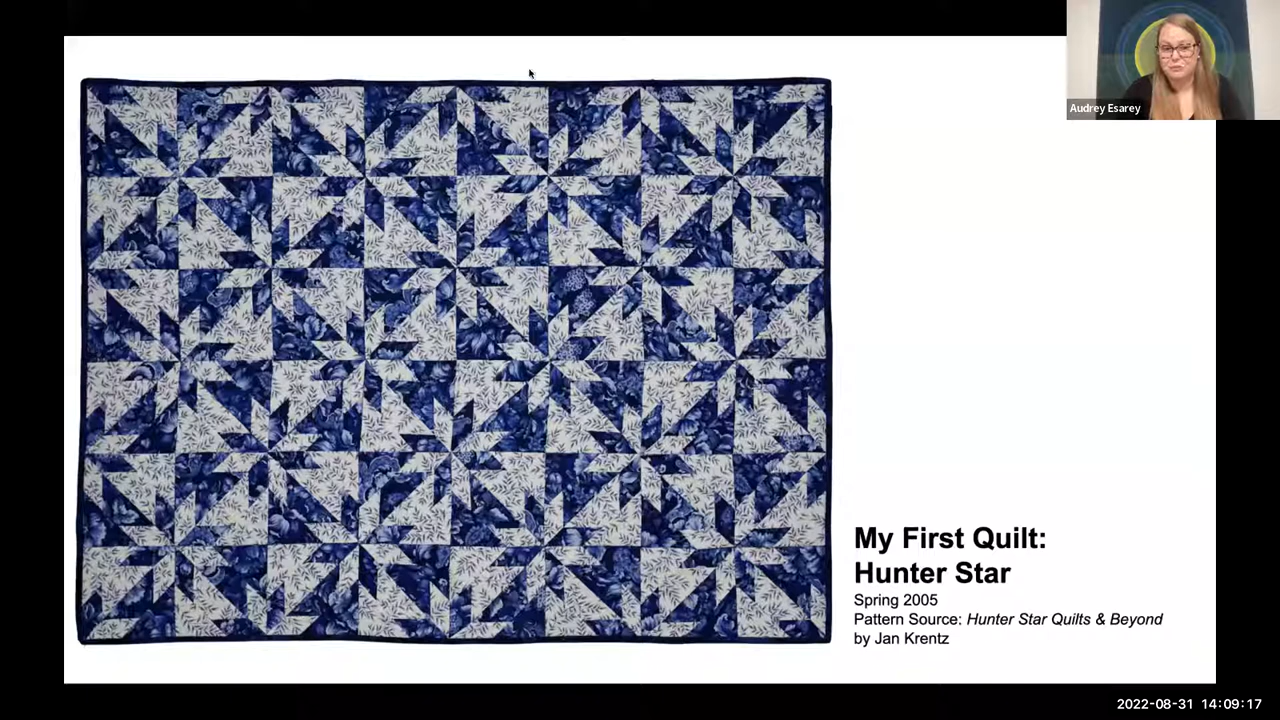 Audrey Esarey
My First Quilt:
Hunter Star
Spring 2005
Pattern Source: Hunter Star Quilts & Beyond
by Jan Krentz
2022-08-31 14:09:17